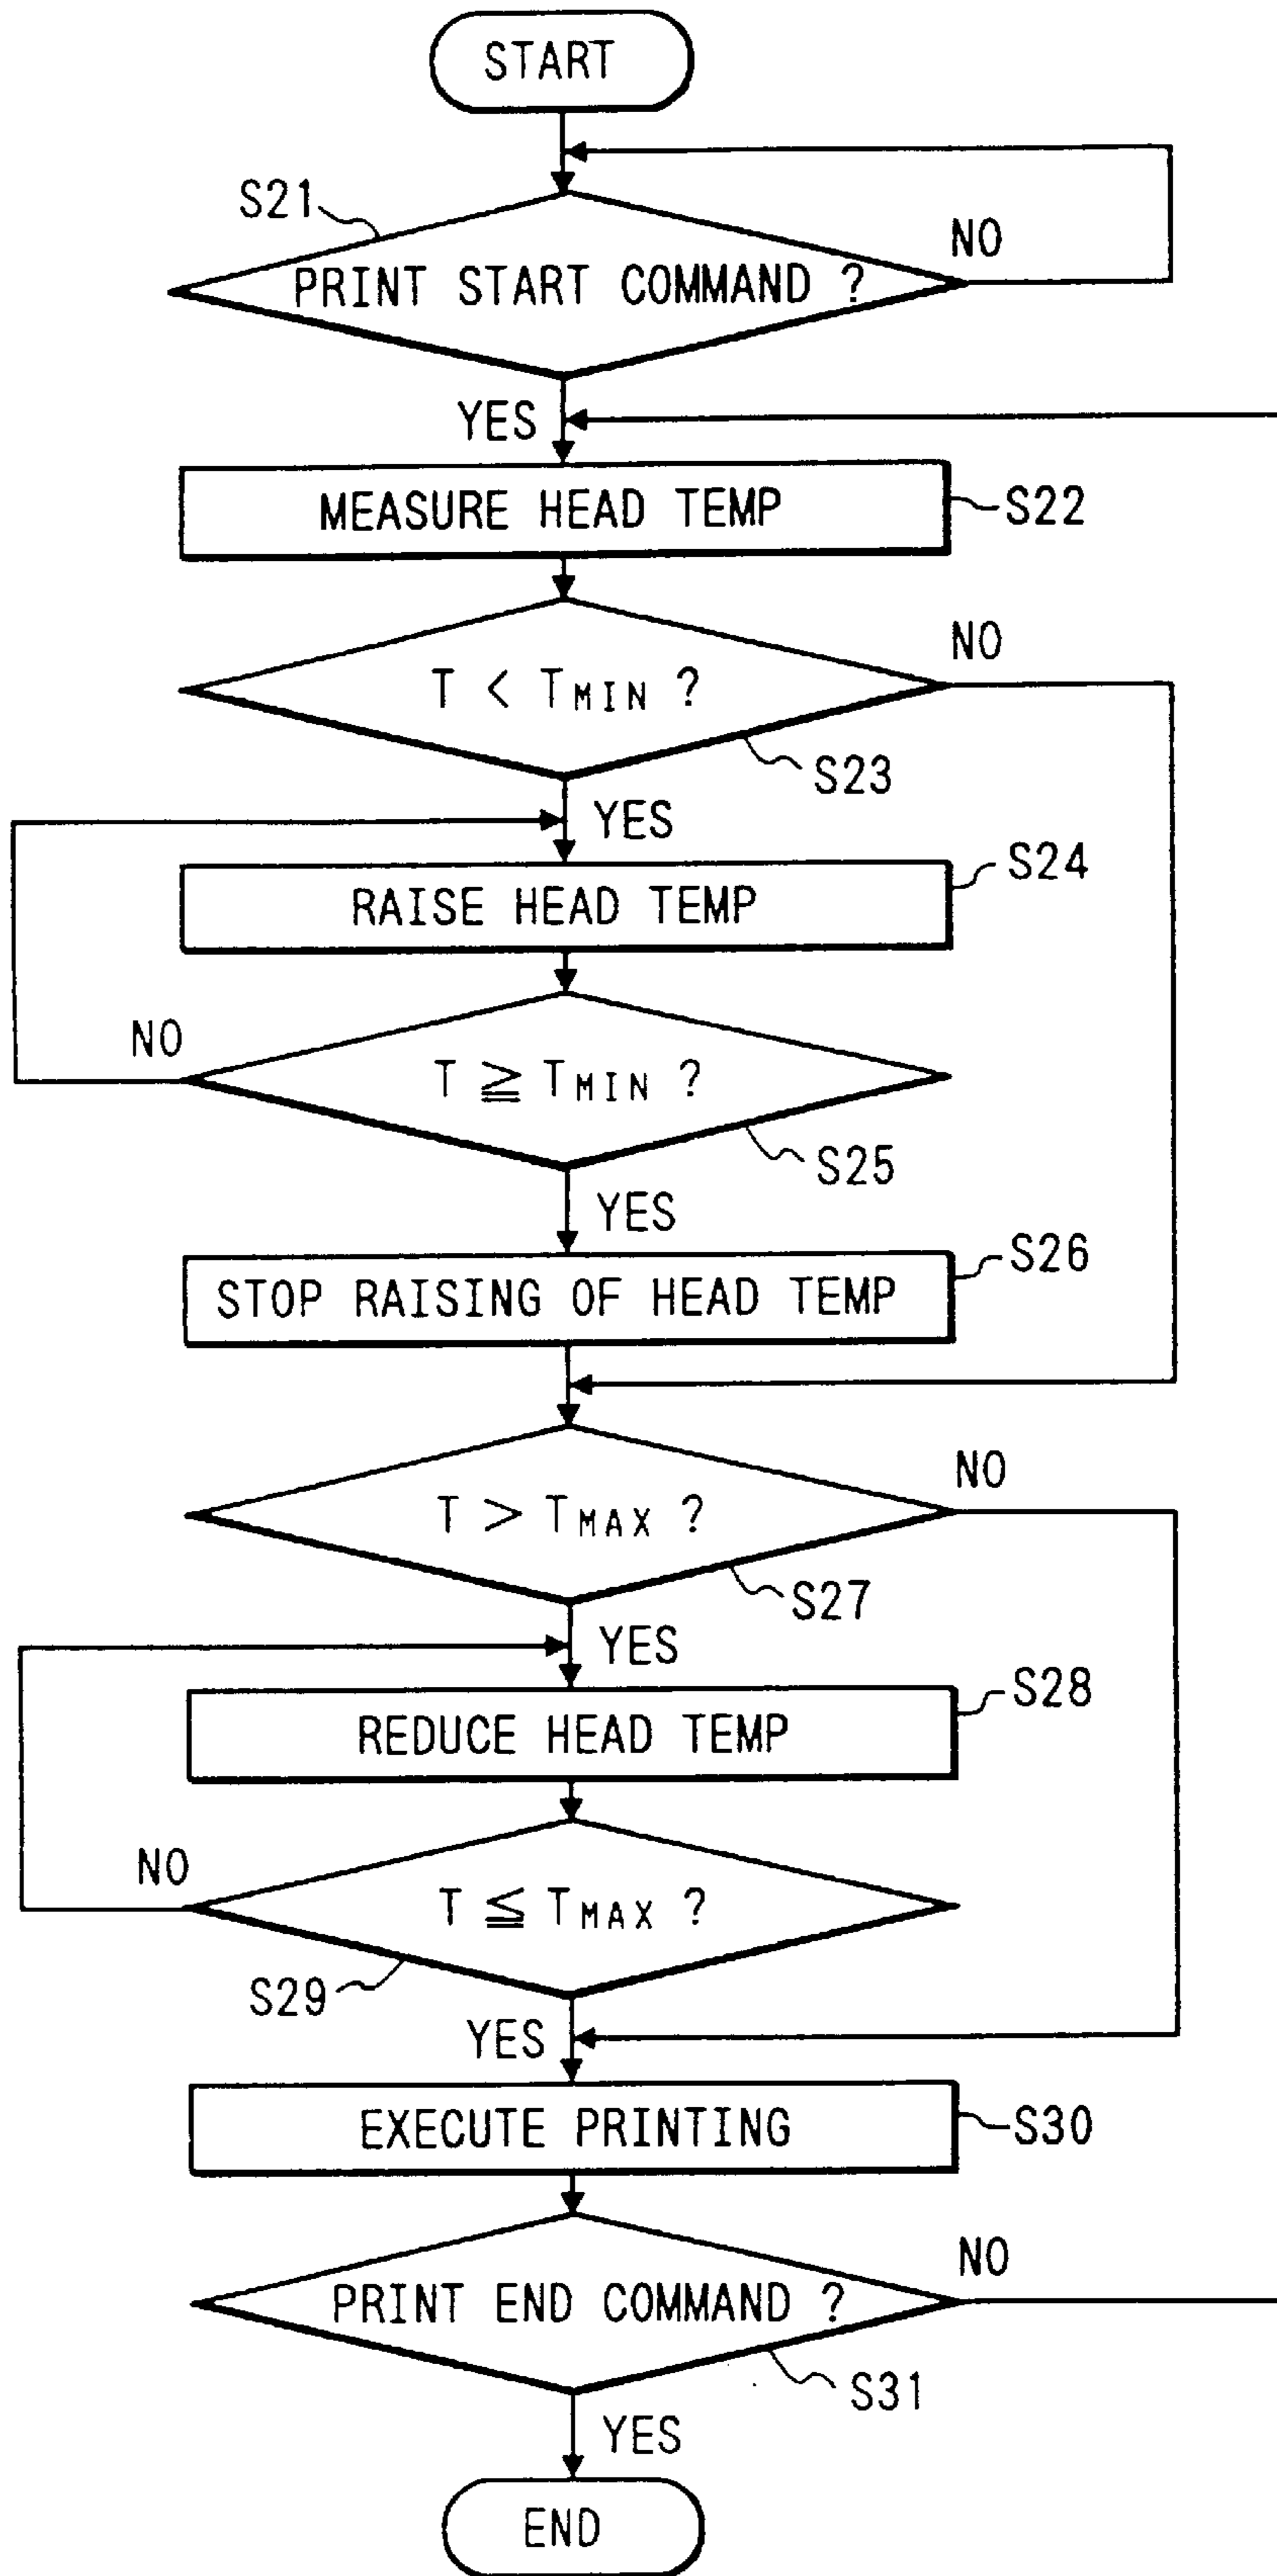 START
S21
NO
PRINT START COMMAND ?
YES
MEASURE HEAD TEMP
S22
NO
T < TMIN ?
S23
YES
S24
RAISE HEAD TEMP
NO
T ≧ TMIN ?
S25
YES
S26
STOP RAISING OF HEAD TEMP
NO
T > TMAX ?
S27
YES
S28
REDUCE HEAD TEMP
NO
T ≦ TMAX ?
S29
YES
EXECUTE PRINTING
S30
NO
PRINT END COMMAND ?
S31
YES
END